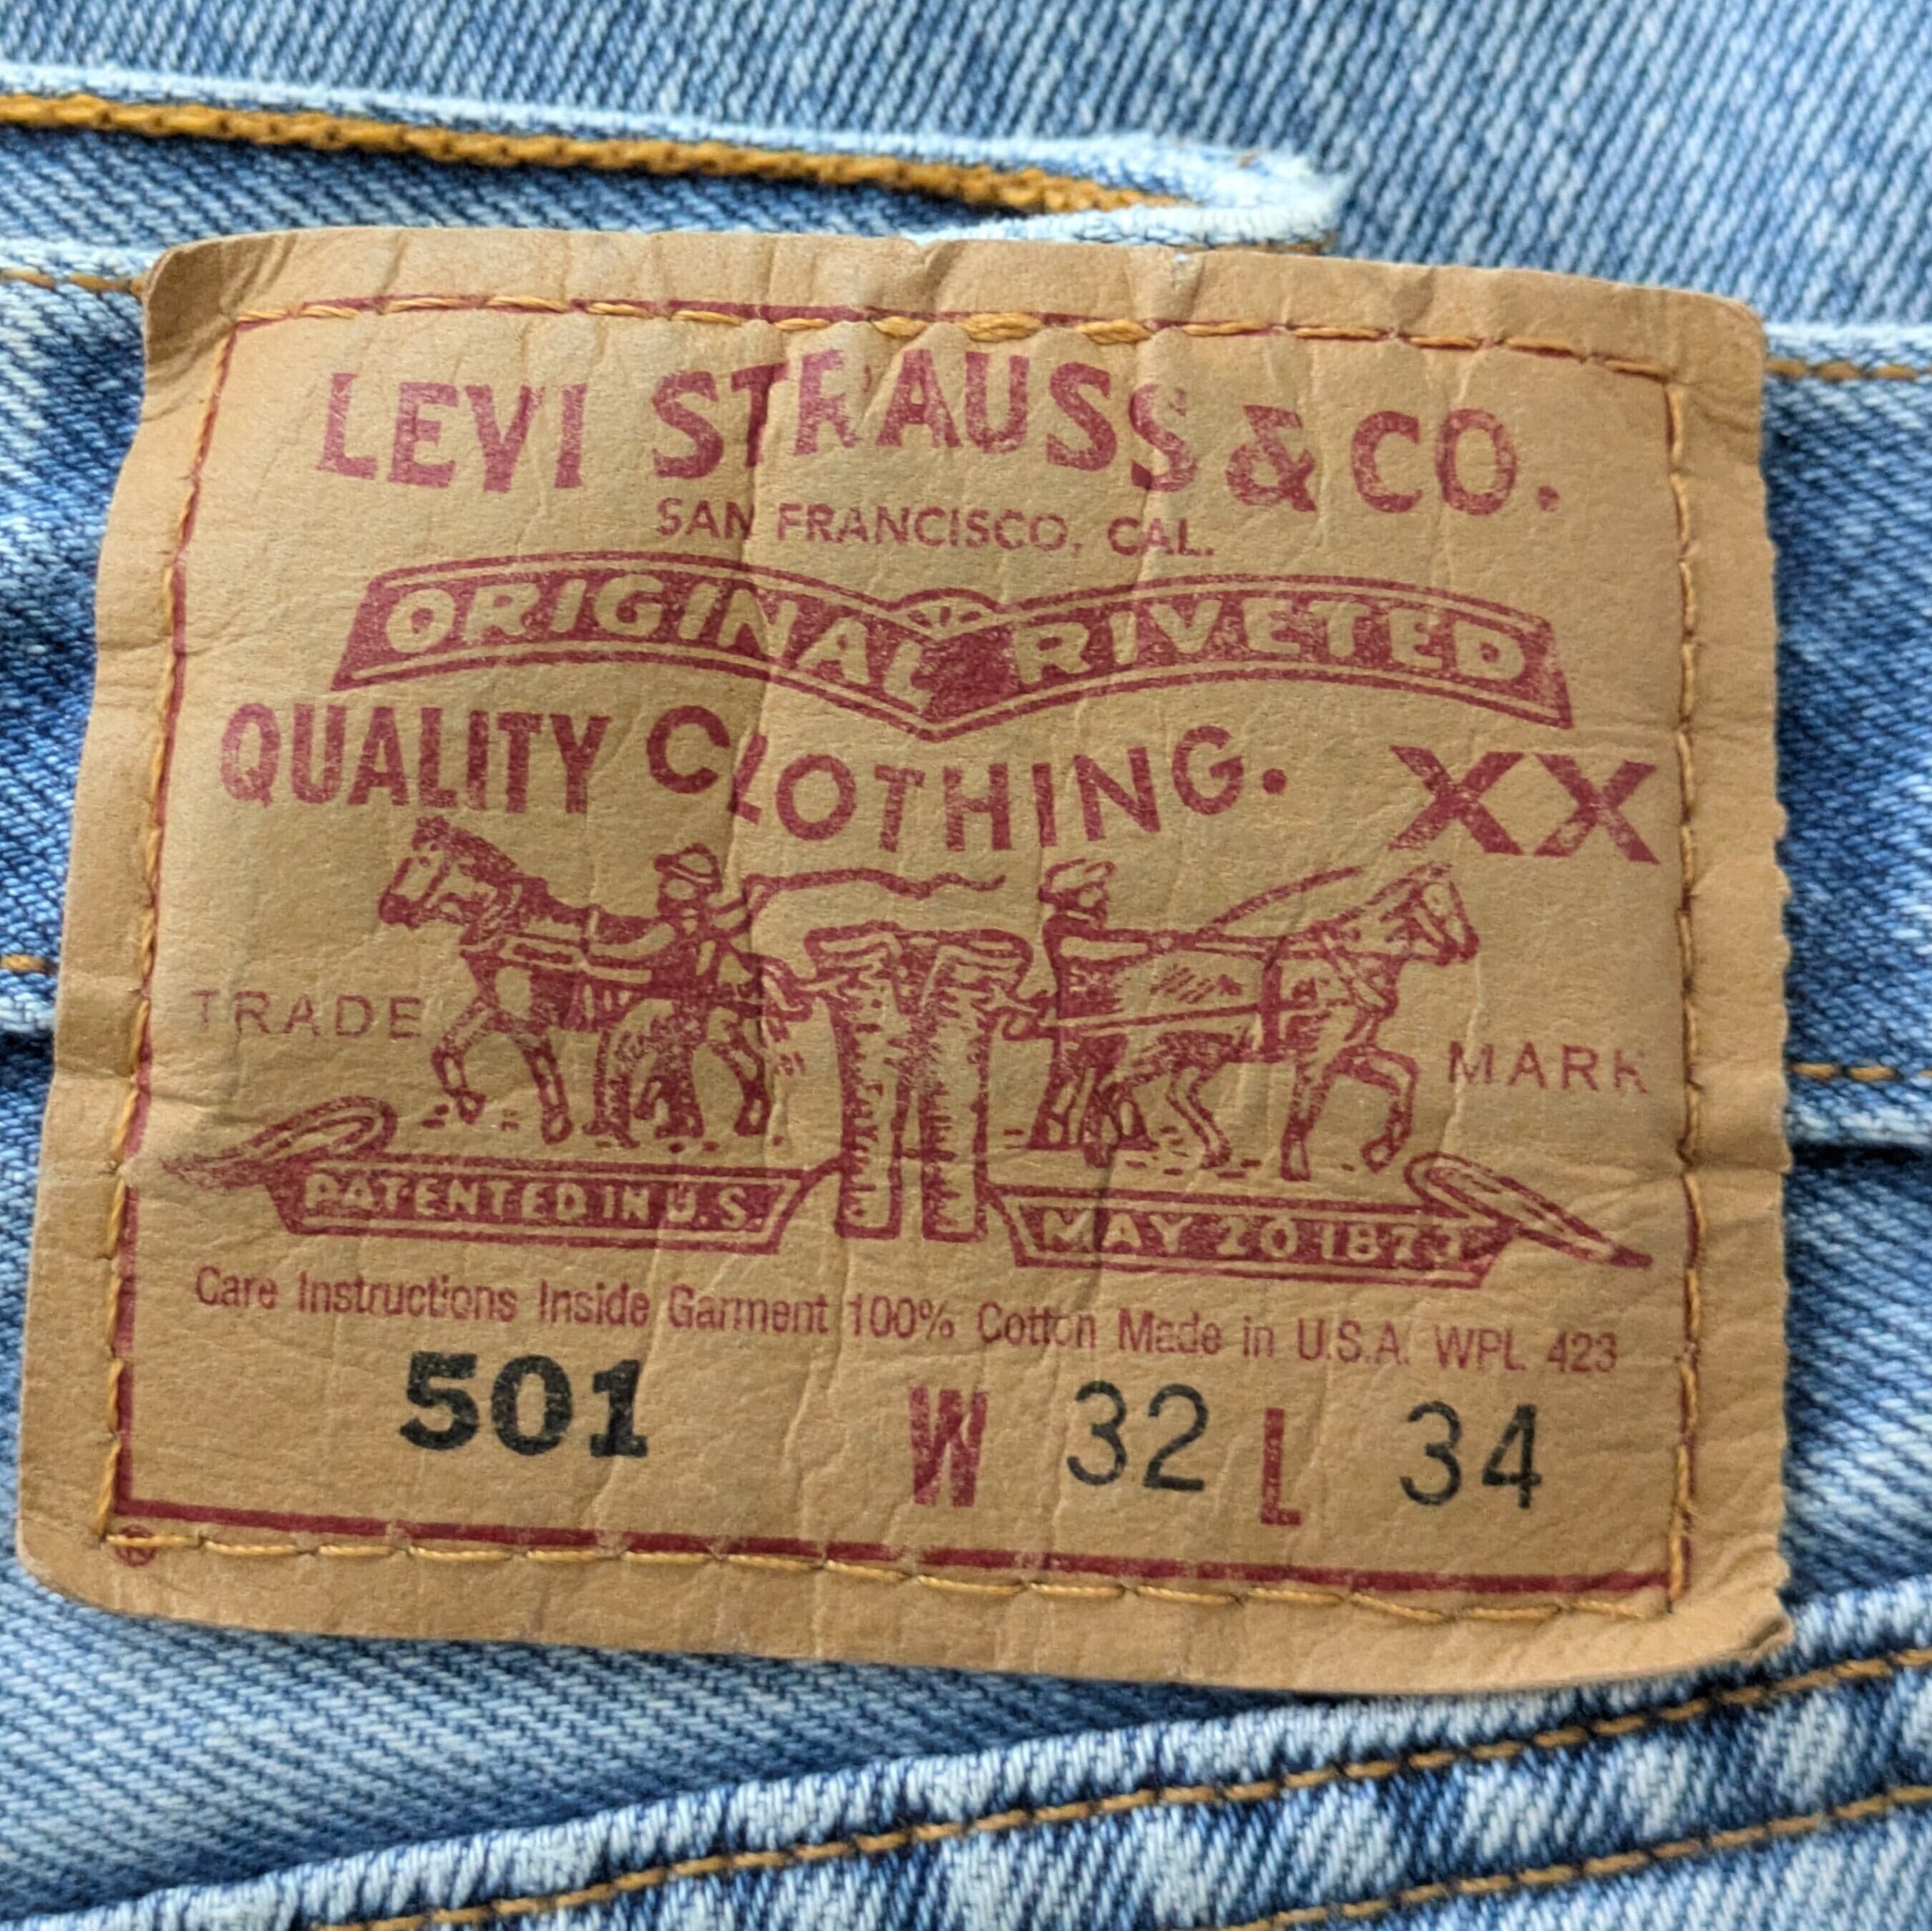 LEVI STRAUSS & CO.
SAN FRANCISCO, CAL.
ORIGINAL RIVETED
QUALITY CLOTHING. XX
TRADE MARK
PATENTED IN U.S. MAY 20 1873
Care Instructions Inside Garment 100% Cotton Made in U.S.A. WPL 423
501 W 32 L 34
®